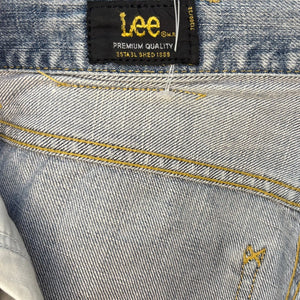 Lee
® M.R.
PREMIUM QUALITY
ESTABLISHED 1889